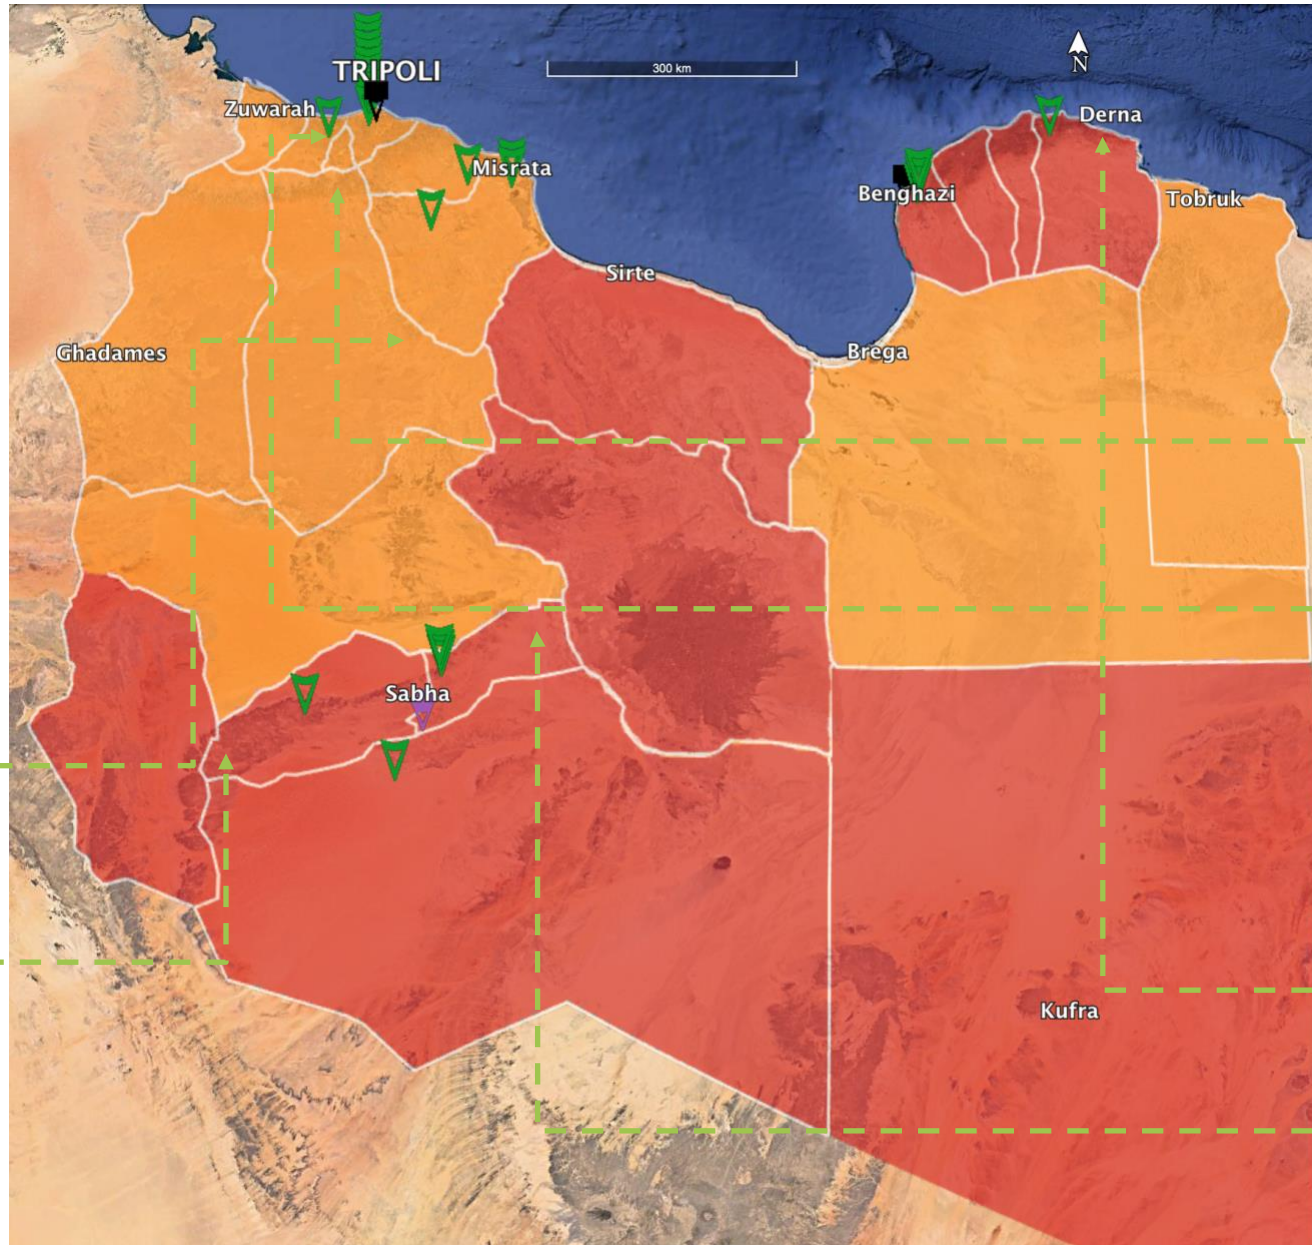 TRIPOLI
300 km
N
Zuwarah
Derna
Misrata
Benghazi
Tobruk
Sirte
Ghadames
Brega
Sabha
Kufra